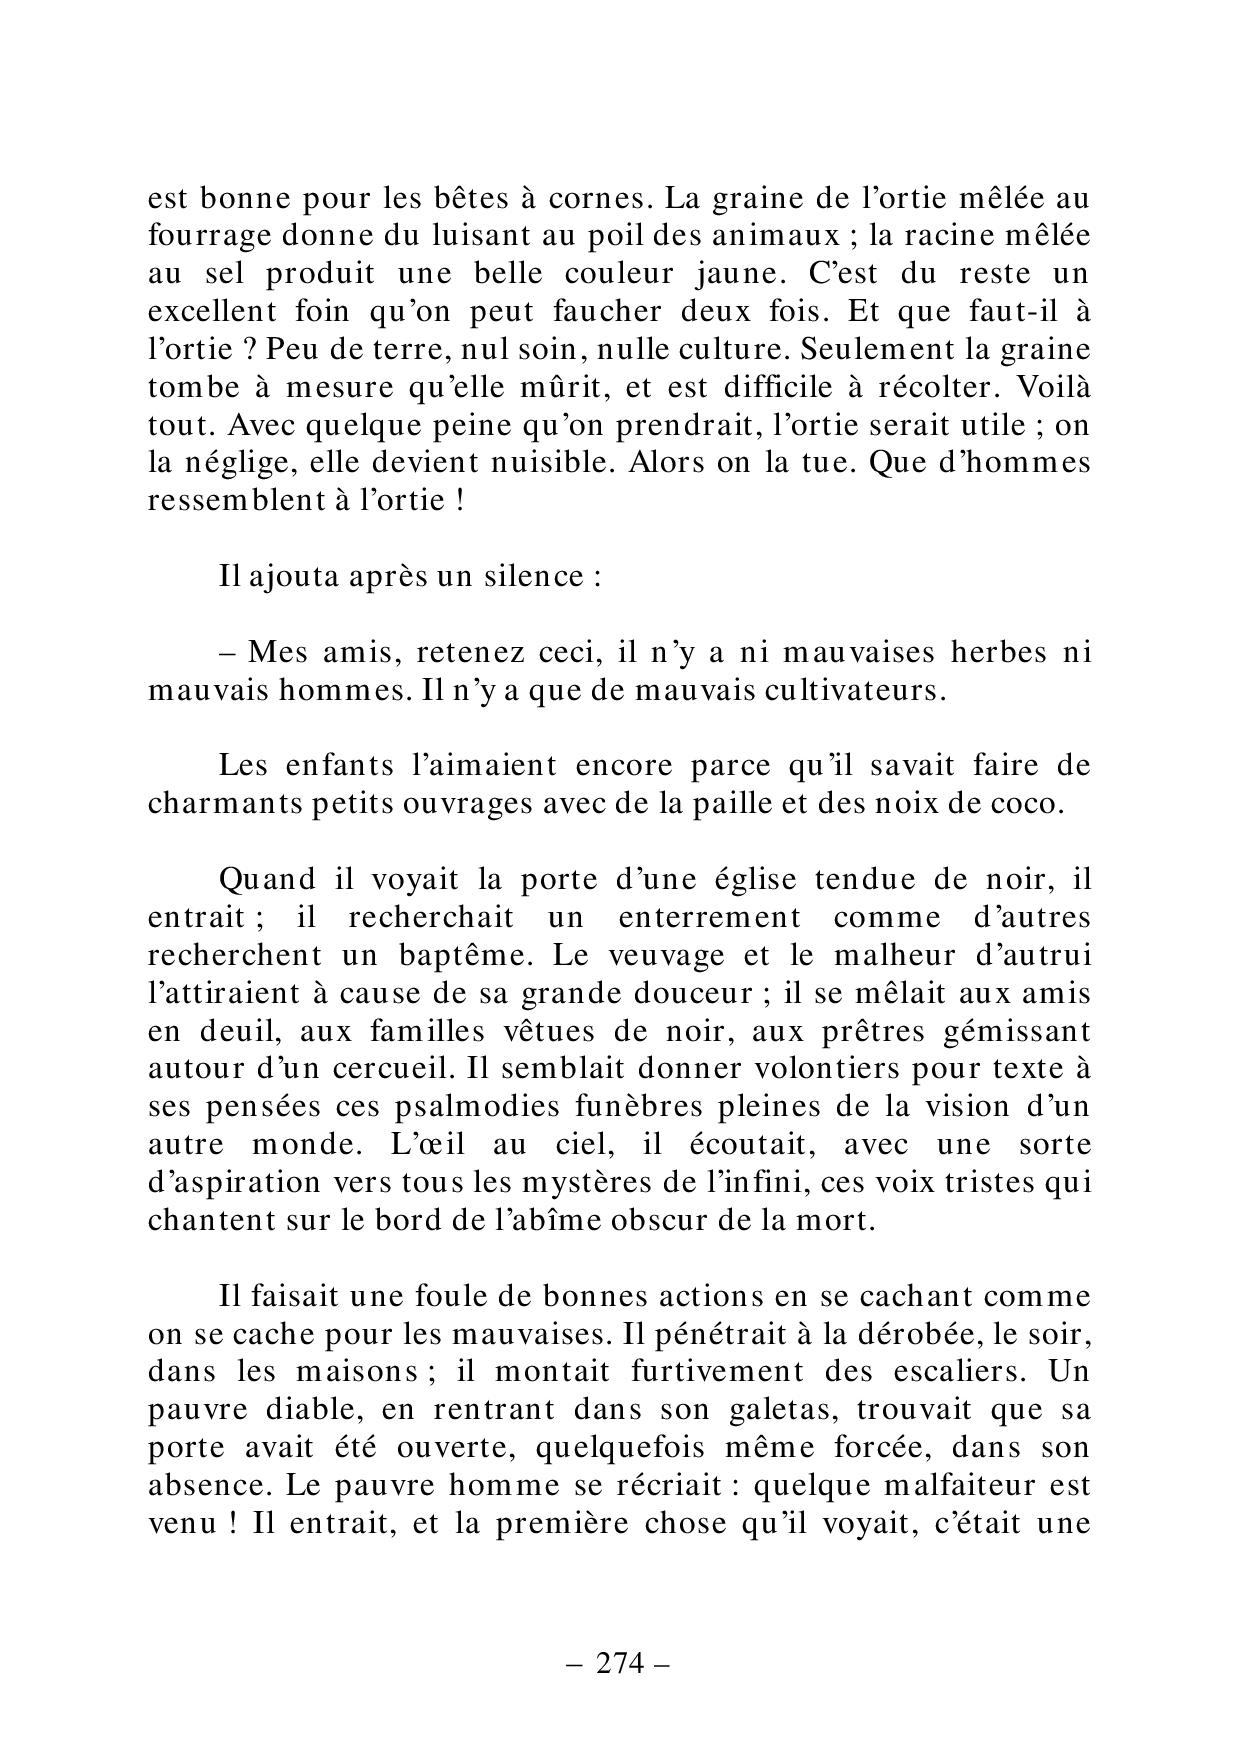 est bonne pour les bêtes à cornes. La graine de l’ortie mêlée au
fourrage donne du luisant au poil des animaux ; la racine mêlée
au sel produit une belle couleur jaune. C’est du reste un
excellent foin qu’on peut faucher deux fois. Et que faut-il à
l’ortie ? Peu de terre, nul soin, nulle culture. Seulement la graine
tombe à mesure qu’elle mûrit, et est difficile à récolter. Voilà
tout. Avec quelque peine qu’on prendrait, l’ortie serait utile ; on
la néglige, elle devient nuisible. Alors on la tue. Que d’hommes
ressemblent à l’ortie !
Il ajouta après un silence :
– Mes amis, retenez ceci, il n’y a ni mauvaises herbes ni
mauvais hommes. Il n’y a que de mauvais cultivateurs.
Les enfants l’aimaient encore parce qu’il savait faire de
charmants petits ouvrages avec de la paille et des noix de coco.
Quand il voyait la porte d’une église tendue de noir, il
entrait ; il recherchait un enterrement comme d’autres
recherchent un baptême. Le veuvage et le malheur d’autrui
l’attiraient à cause de sa grande douceur ; il se mêlait aux amis
en deuil, aux familles vêtues de noir, aux prêtres gémissant
autour d’un cercueil. Il semblait donner volontiers pour texte à
ses pensées ces psalmodies funèbres pleines de la vision d’un
autre monde. L’œil au ciel, il écoutait, avec une sorte
d’aspiration vers tous les mystères de l’infini, ces voix tristes qui
chantent sur le bord de l’abîme obscur de la mort.
Il faisait une foule de bonnes actions en se cachant comme
on se cache pour les mauvaises. Il pénétrait à la dérobée, le soir,
dans les maisons ; il montait furtivement des escaliers. Un
pauvre diable, en rentrant dans son galetas, trouvait que sa
porte avait été ouverte, quelquefois même forcée, dans son
absence. Le pauvre homme se récriait : quelque malfaiteur est
venu ! Il entrait, et la première chose qu’il voyait, c’était une
– 274 –